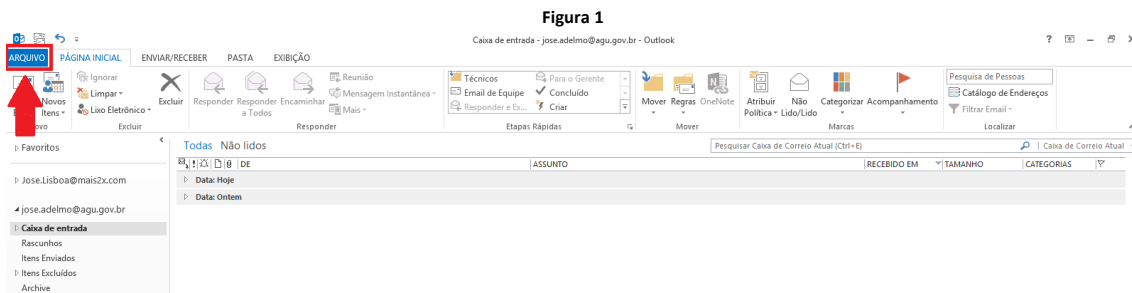 Figura 1
Caixa de entrada - jose.adelmo@agu.gov.br - Outlook
ARQUIVO PÁGINA INICIAL ENVIAR/RECEBER PASTA EXIBIÇÃO
Novos Itens
Ignorar
Limpar
Lixo Eletrônico
Excluir
Responder
Responder a Todos
Encaminhar
Reunião
Mensagem Instantânea
Mais
Técnicos
Email de Equipe
Responder e Ex...
Para o Gerente
Concluído
Criar
Mover
Regras
OneNote
Atribuir Política
Não Lido/Lido
Categorizar
Acompanhamento
Pesquisa de Pessoas
Catálogo de Endereços
Filtrar Email
Excluir Responder Etapas Rápidas Mover Marcas Localizar
Favoritos
Jose.Lisboa@mais2x.com
jose.adelmo@agu.gov.br
Caixa de entrada
Rascunhos
Itens Enviados
Itens Excluídos
Archive
Todas Não lidos
Pesquisar Caixa de Correio Atual (Ctrl+E)
Caixa de Correio Atual
DE ASSUNTO RECEBIDO EM TAMANHO CATEGORIAS
Data: Hoje
Data: Ontem